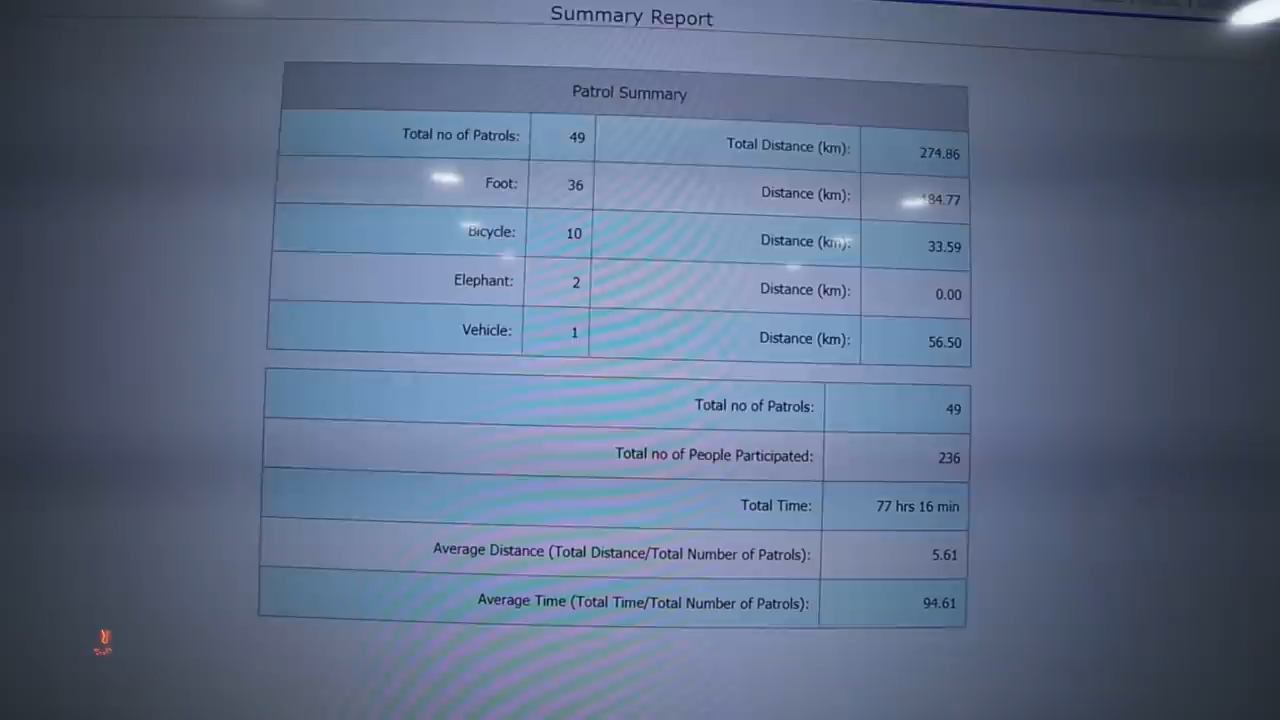 Summary Report
Patrol Summary
Total no of Patrols: 49 Total Distance (km): 274.86
Foot: 36 Distance (km): 184.77
Bicycle: 10 Distance (km): 33.59
Elephant: 2 Distance (km): 0.00
Vehicle: 1 Distance (km): 56.50
Total no of Patrols: 49
Total no of People Participated: 236
Total Time: 77 hrs 16 min
Average Distance (Total Distance/Total Number of Patrols): 5.61
Average Time (Total Time/Total Number of Patrols): 94.61